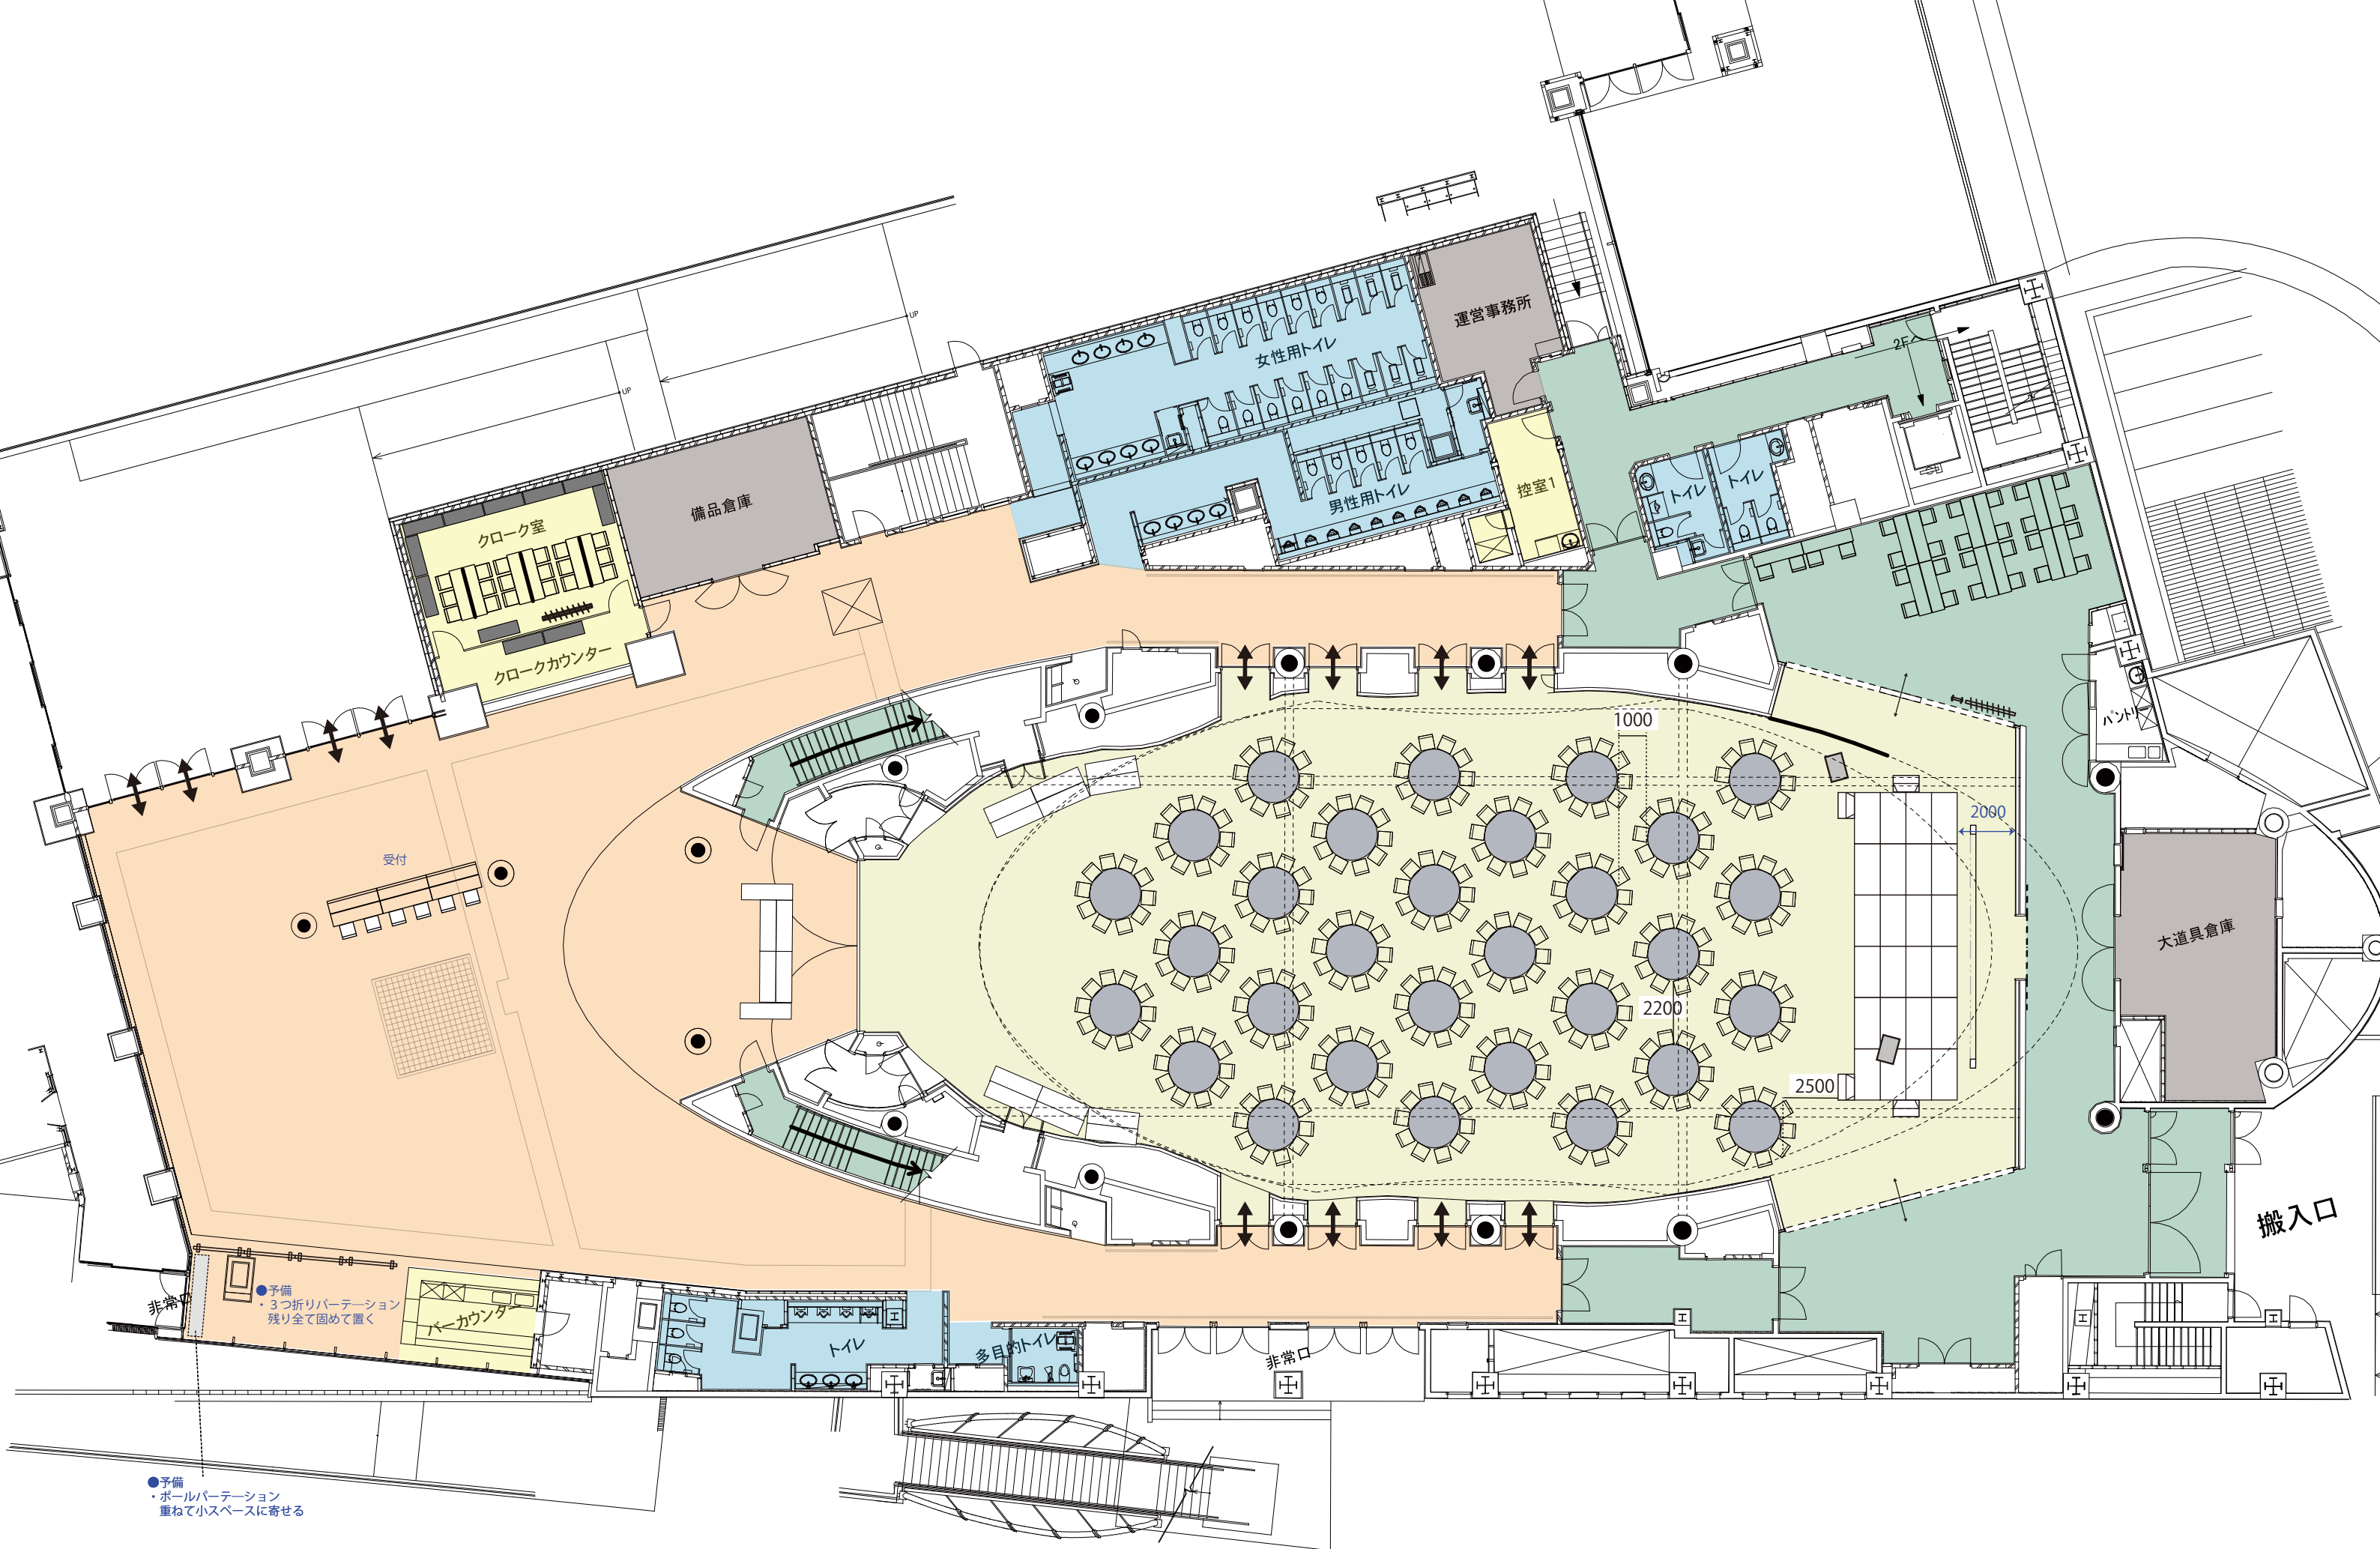 UP
UP
運営事務所
女性用トイレ
2Fへ
備品倉庫
クローク室
男性用トイレ
控室1
トイレ
トイレ
クロークカウンター
パントリー
1000
2000
受付
大道具倉庫
2200
2500
搬入口
非常口
●予備
・３つ折りパーテーション
残り全て固めて置く
バーカウンター
トイレ
多目的トイレ
非常口
●予備
・ポールパーテーション
重ねて小スペースに寄せる